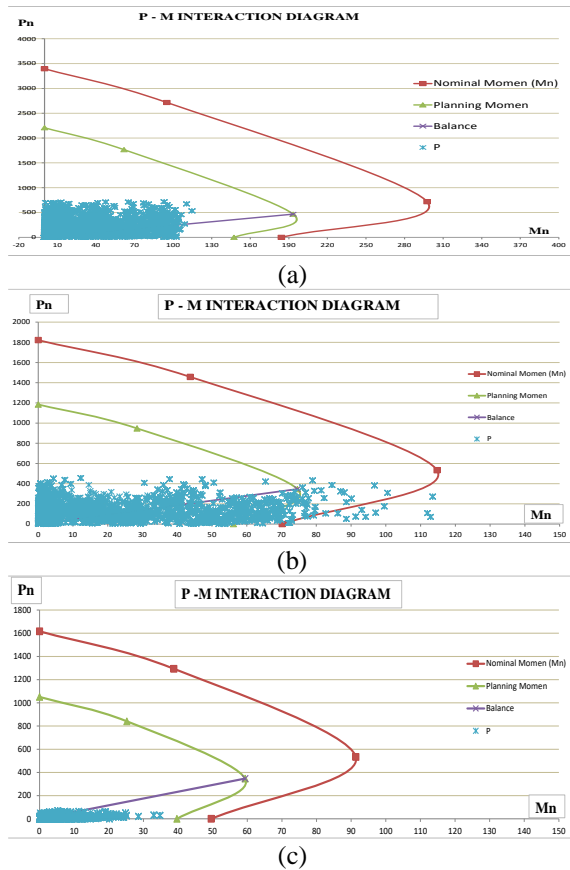 P - M INTERACTION DIAGRAM
Pn
4000
3500
3000
2500
2000
1500
1000
500
0
Nominal Momen (Mn)
Planning Momen
Balance
P
Mn
-20 10 40 70 100 130 160 190 220 250 280 310 340 370 400
(a)
Pn
P - M INTERACTION DIAGRAM
2000
1800
1600
1400
1200
1000
800
600
400
200
0
Nominal Momen (Mn)
Planning Momen
Balance
P
Mn
0 10 20 30 40 50 60 70 80 90 100 110 120 130 140 150
(b)
Pn
P -M INTERACTION DIAGRAM
1800
1600
1400
1200
1000
800
600
400
200
0
Nominal Momen (Mn)
Planning Momen
Balance
P
Mn
0 10 20 30 40 50 60 70 80 90 100 110 120 130 140 150
(c)